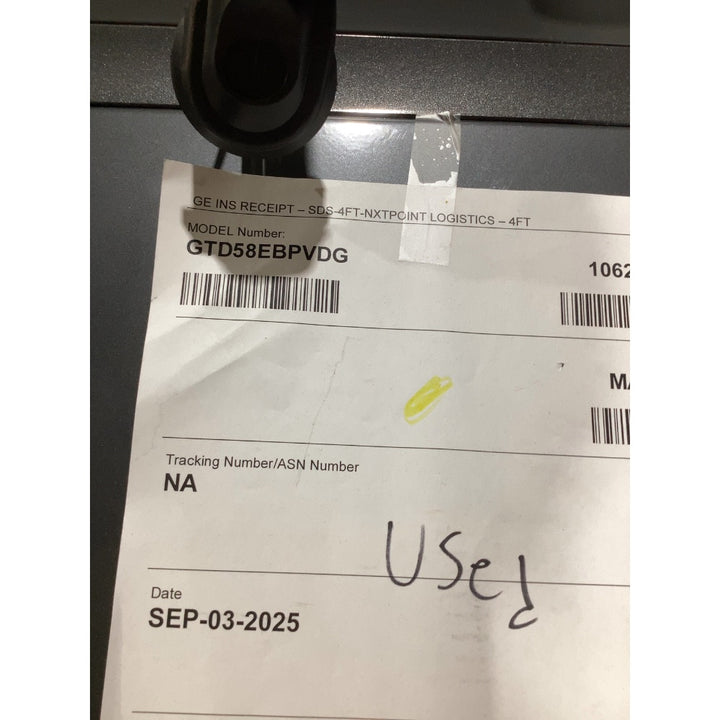 GE INS RECEIPT – SDS-4FT-NXTPOINT LOGISTICS – 4FT
MODEL Number:
GTD58EBPVDG
1062
MA
Tracking Number/ASN Number
NA
Used
Date
SEP-03-2025